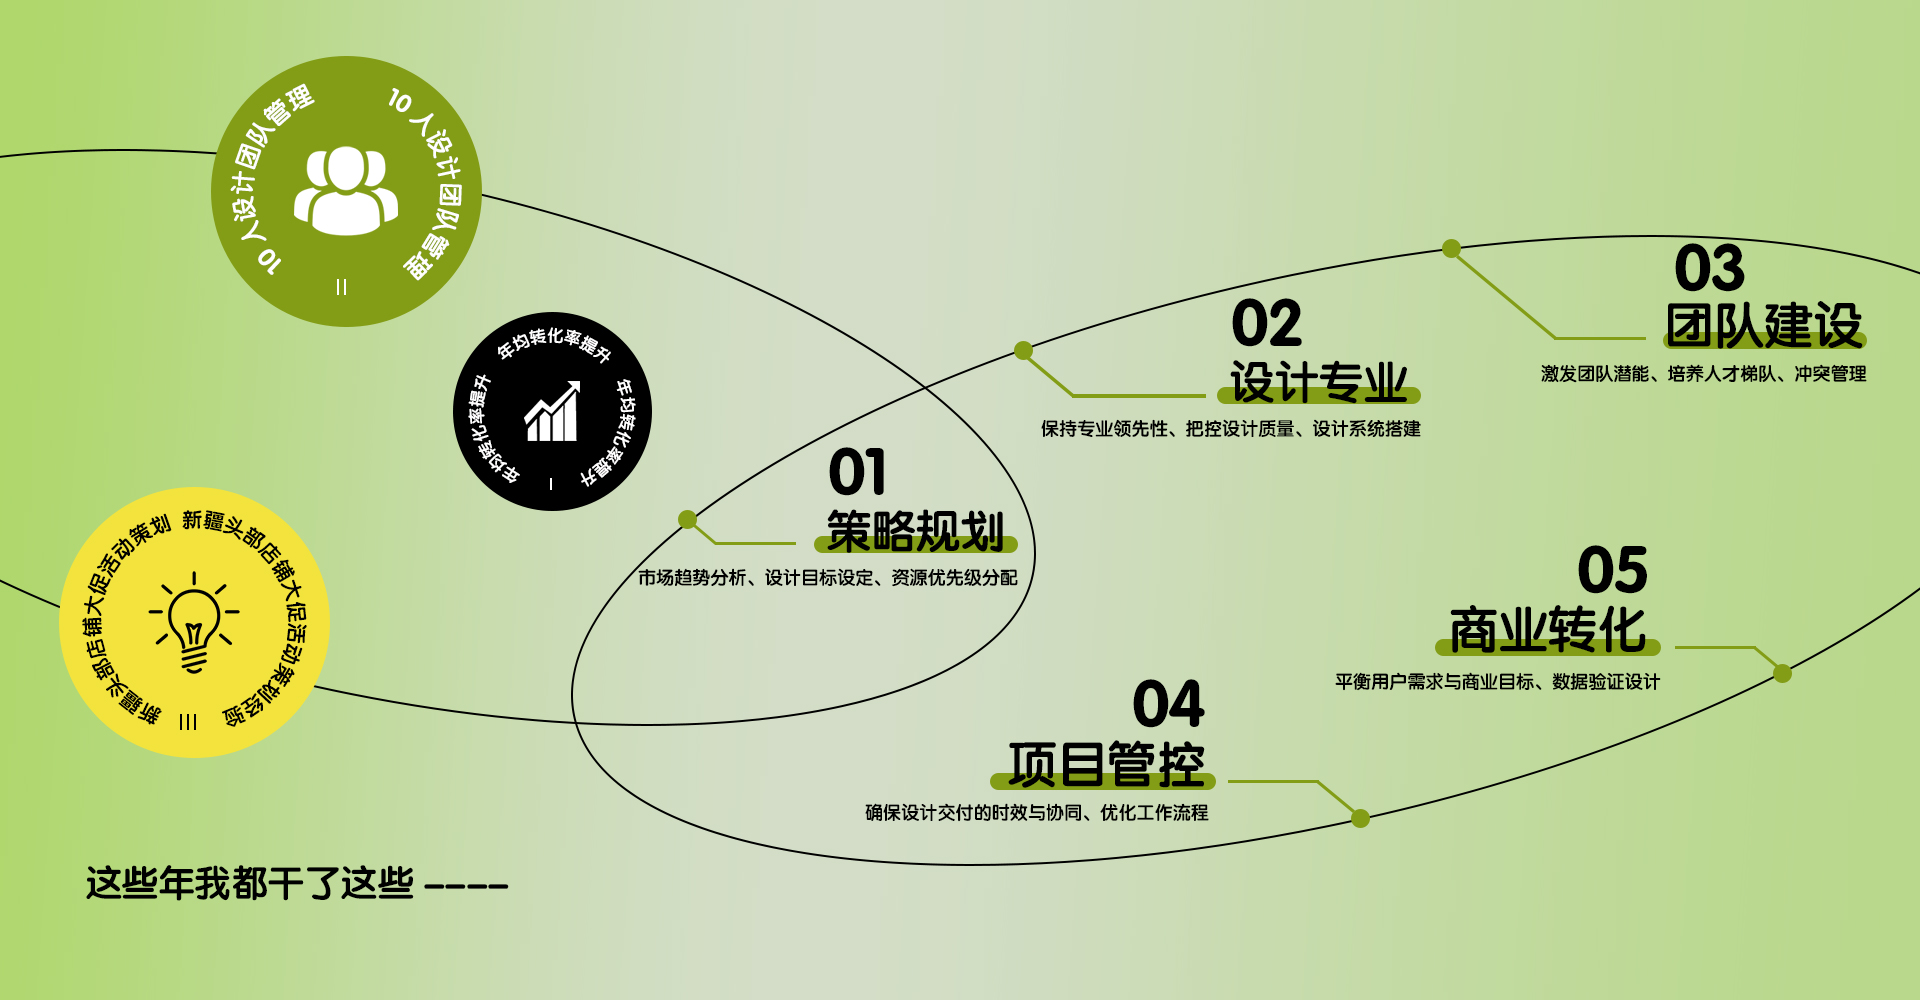 10 人设计团队管理
10 人设计团队管理
II
年均转化率提升
年均转化率提升
年均转化率提升
I
新疆头部店铺大促活动策划
新疆头部店铺大促活动策划经验
III
01
策略规划
市场趋势分析、设计目标设定、资源优先级分配
02
设计专业
保持专业领先性、把控设计质量、设计系统搭建
03
团队建设
激发团队潜能、培养人才梯队、冲突管理
04
项目管控
确保设计交付的时效与协同、优化工作流程
05
商业转化
平衡用户需求与商业目标、数据验证设计
这些年我都干了这些 ----